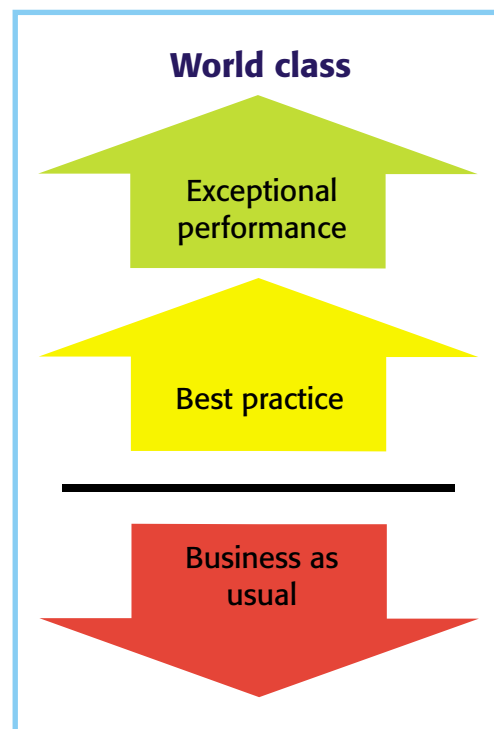 World class
Exceptional
performance
Best practice
Business as
usual